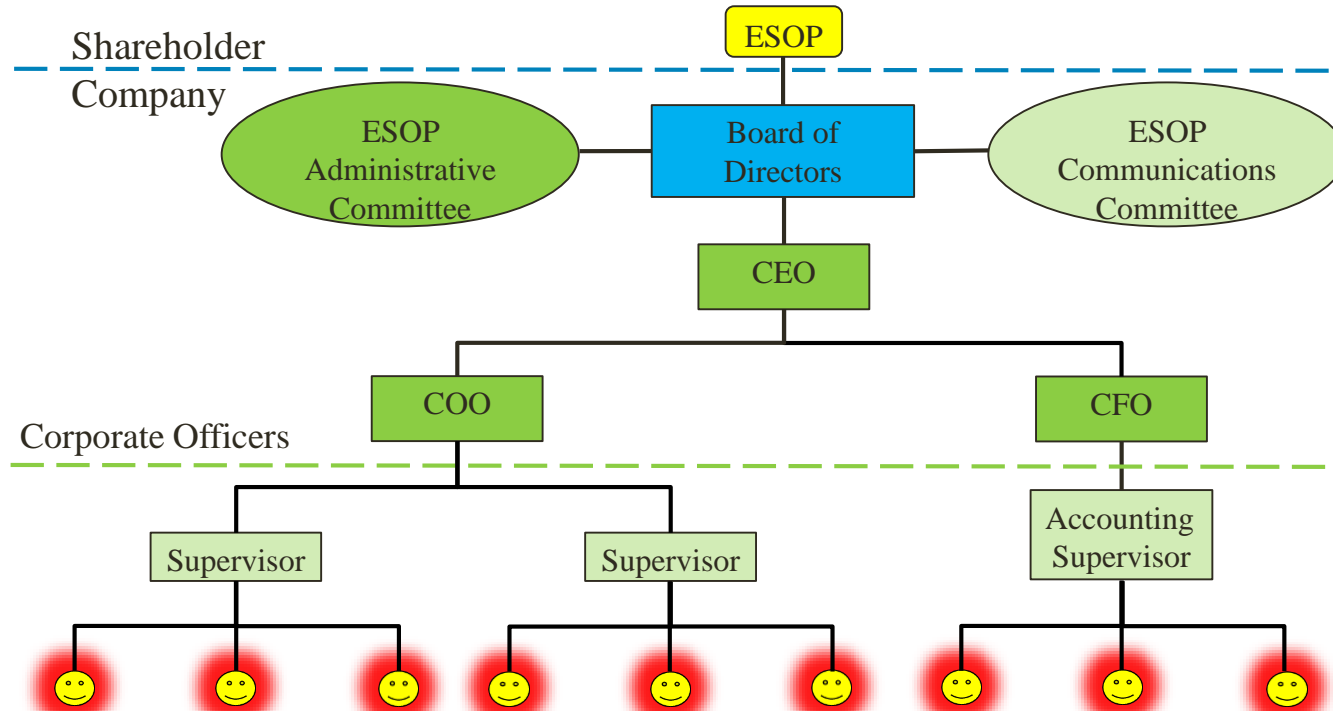 ESOP
Shareholder
Company
ESOP
Administrative
Committee
Board of
Directors
ESOP
Communications
Committee
CEO
COO
CFO
Corporate Officers
Supervisor
Supervisor
Accounting
Supervisor